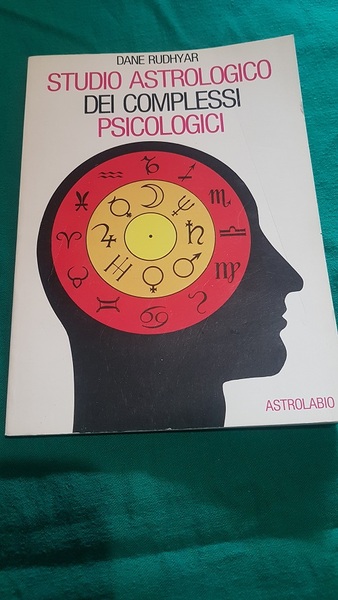 DANE RUDHYAR
STUDIO ASTROLOGICO
DEI COMPLESSI
PSICOLOGICI
ASTROLABIO